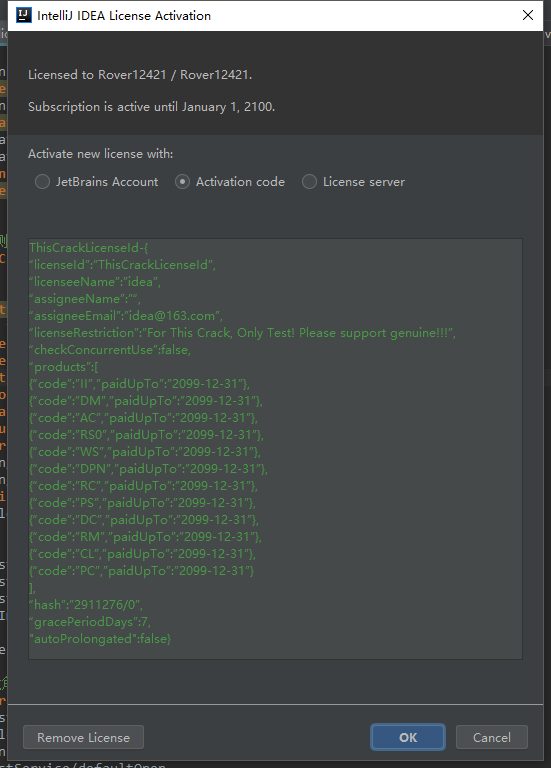 IntelliJ IDEA License Activation
Licensed to Rover12421 / Rover12421.
Subscription is active until January 1, 2100.
Activate new license with:
JetBrains Account
Activation code
License server
ThisCrackLicenseId-{
"licenseId":"ThisCrackLicenseId",
"licenseeName":"idea",
"assigneeName":"",
"assigneeEmail":"idea@163.com",
"licenseRestriction":"For This Crack, Only Test! Please support genuine!!!",
"checkConcurrentUse":false,
"products":[
{"code":"II","paidUpTo":"2099-12-31"},
{"code":"DM","paidUpTo":"2099-12-31"},
{"code":"AC","paidUpTo":"2099-12-31"},
{"code":"RS0","paidUpTo":"2099-12-31"},
{"code":"WS","paidUpTo":"2099-12-31"},
{"code":"DPN","paidUpTo":"2099-12-31"},
{"code":"RC","paidUpTo":"2099-12-31"},
{"code":"PS","paidUpTo":"2099-12-31"},
{"code":"DC","paidUpTo":"2099-12-31"},
{"code":"RM","paidUpTo":"2099-12-31"},
{"code":"CL","paidUpTo":"2099-12-31"},
{"code":"PC","paidUpTo":"2099-12-31"}
],
"hash":"2911276/0",
"gracePeriodDays":7,
"autoProlongated":false}
Remove License
OK
Cancel